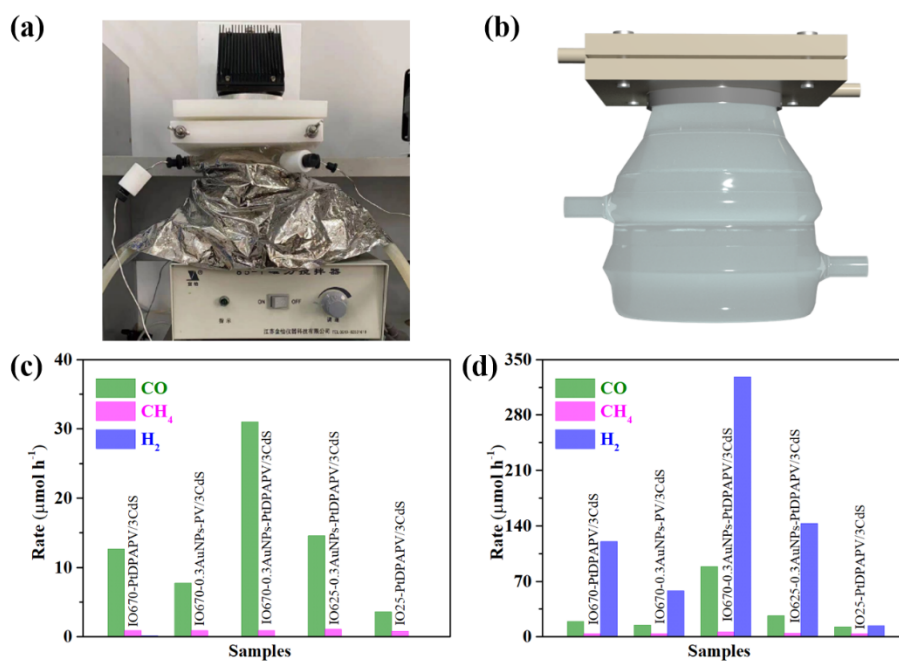 (a)
(b)
ON
OFF
(c)
40
30
20
10
0
Rate (μmol h⁻¹)
CO
CH₄
H₂
IO670-PtDPAPV/3CdS
IO670-0.3AuNPs-PV/3CdS
IO670-0.3AuNPs-PtDPAPV/3CdS
IO625-0.3AuNPs-PtDPAPV/3CdS
IO25-PtDPAPV/3CdS
Samples
(d)
350
280
210
140
70
0
Rate (μmol h⁻¹)
CO
CH₄
H₂
IO670-PtDPAPV/3CdS
IO670-0.3AuNPs-PV/3CdS
IO670-0.3AuNPs-PtDPAPV/3CdS
IO625-0.3AuNPs-PtDPAPV/3CdS
IO25-PtDPAPV/3CdS
Samples